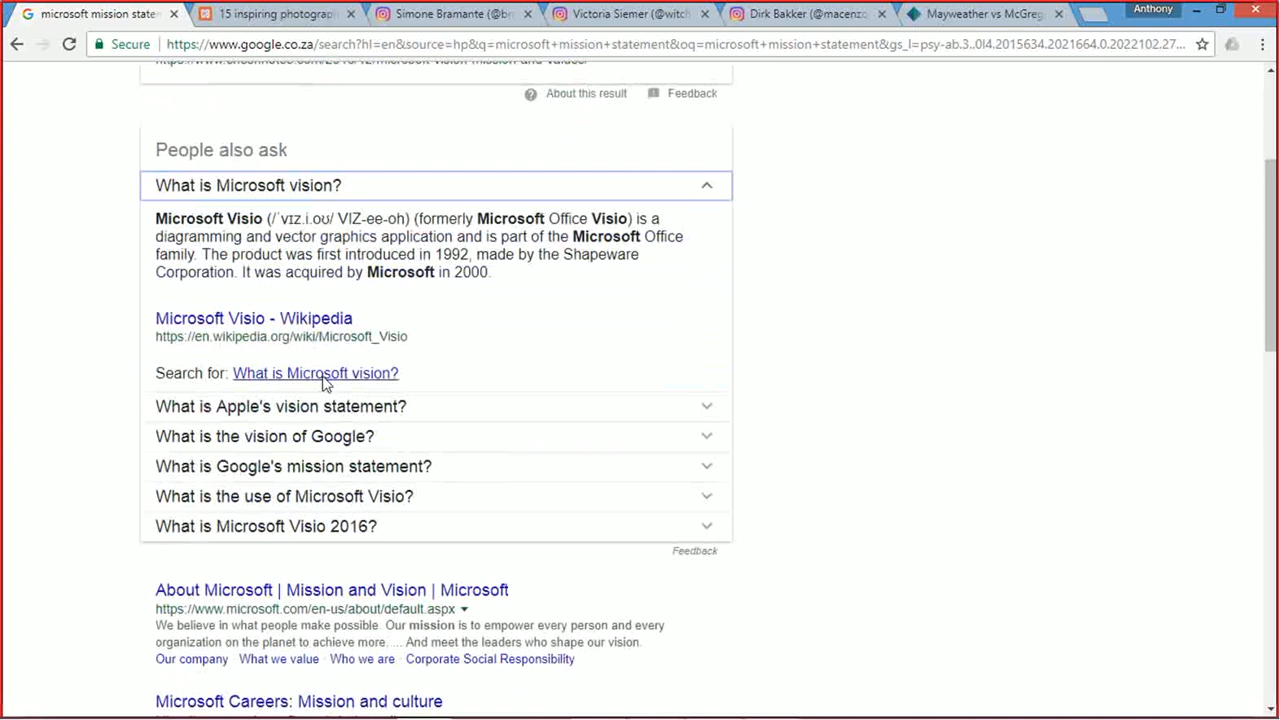 microsoft mission state
15 inspiring photograph
Simone Bramante (@br
Victoria Siemer (@witch
Dirk Bakker (@macenzo
Mayweather vs McGreg
Anthony
Secure
https://www.google.co.za/search?hl=en&source=hp&q=microsoft+mission+statement&oq=microsoft+mission+statement&gs_l=psy-ab.3..0l4.2015634.2021664.0.2022102.27...
About this result
Feedback
People also ask
What is Microsoft vision?
Microsoft Visio (/ˈvɪz.i.oʊ/ VIZ-ee-oh) (formerly Microsoft Office Visio) is a
diagramming and vector graphics application and is part of the Microsoft Office
family. The product was first introduced in 1992, made by the Shapeware
Corporation. It was acquired by Microsoft in 2000.
Microsoft Visio - Wikipedia
https://en.wikipedia.org/wiki/Microsoft_Visio
Search for: What is Microsoft vision?
What is Apple's vision statement?
What is the vision of Google?
What is Google's mission statement?
What is the use of Microsoft Visio?
What is Microsoft Visio 2016?
Feedback
About Microsoft | Mission and Vision | Microsoft
https://www.microsoft.com/en-us/about/default.aspx
We believe in what people make possible. Our mission is to empower every person and every
organization on the planet to achieve more. ... And meet the leaders who shape our vision.
Our company · What we value · Who we are · Corporate Social Responsibility
Microsoft Careers: Mission and culture